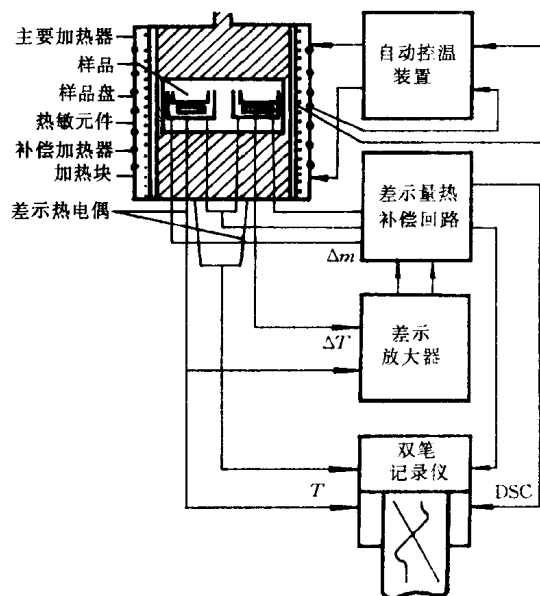 主要加热器
样品
样品盘
热敏元件
补偿加热器
加热块
差示热电偶
自动控温
装置
差示量热
补偿回路
Δm
差示
放大器
ΔT
双笔
记录仪
T
DSC